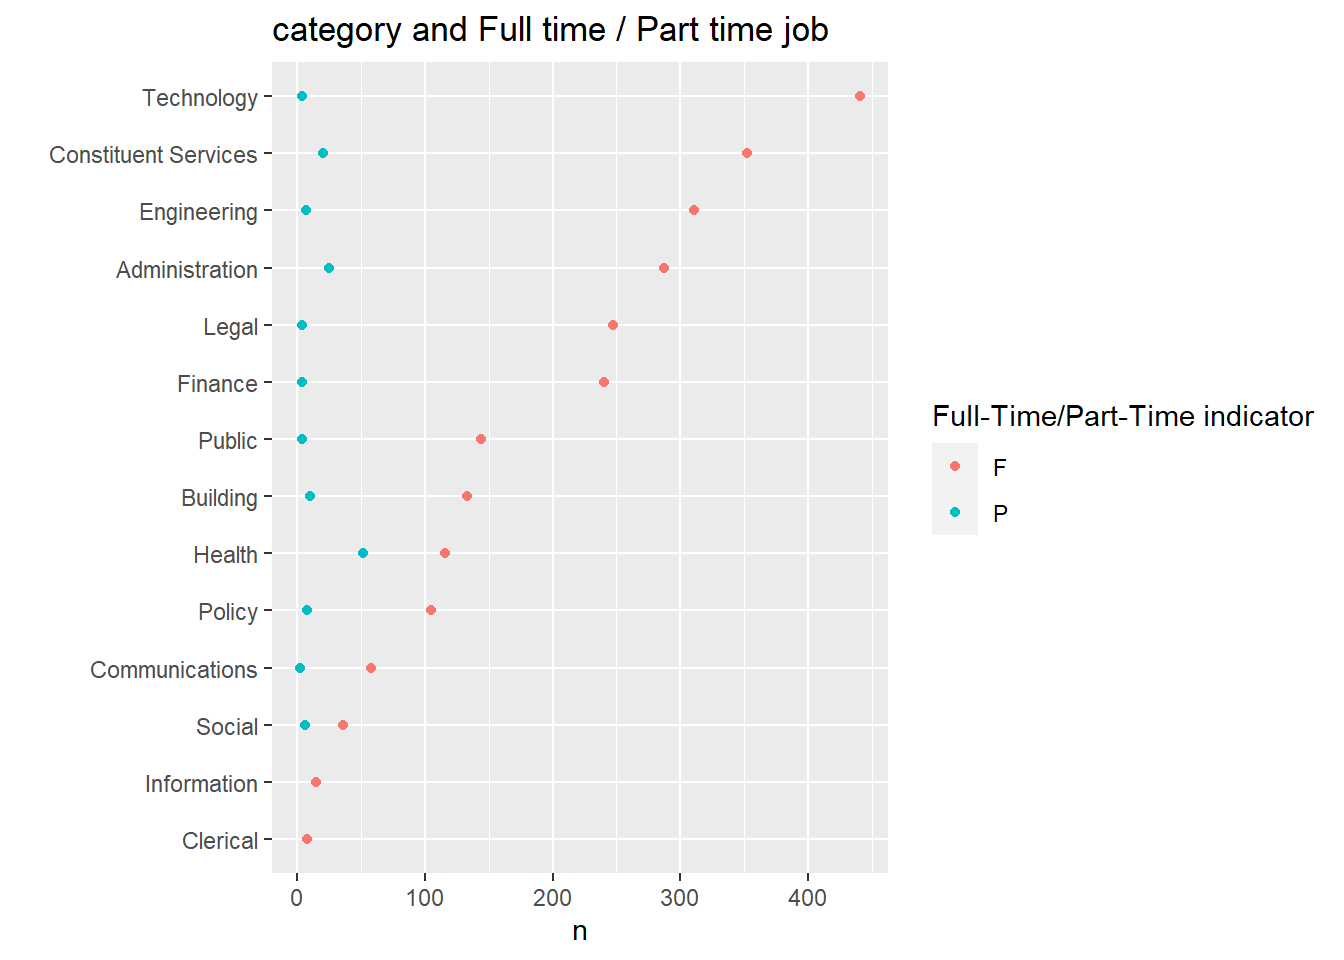 category and Full time / Part time job
Technology
Constituent Services
Engineering
Administration
Legal
Finance
Public
Building
Health
Policy
Communications
Social
Information
Clerical
0 100 200 300 400
n
Full-Time/Part-Time indicator
F
P